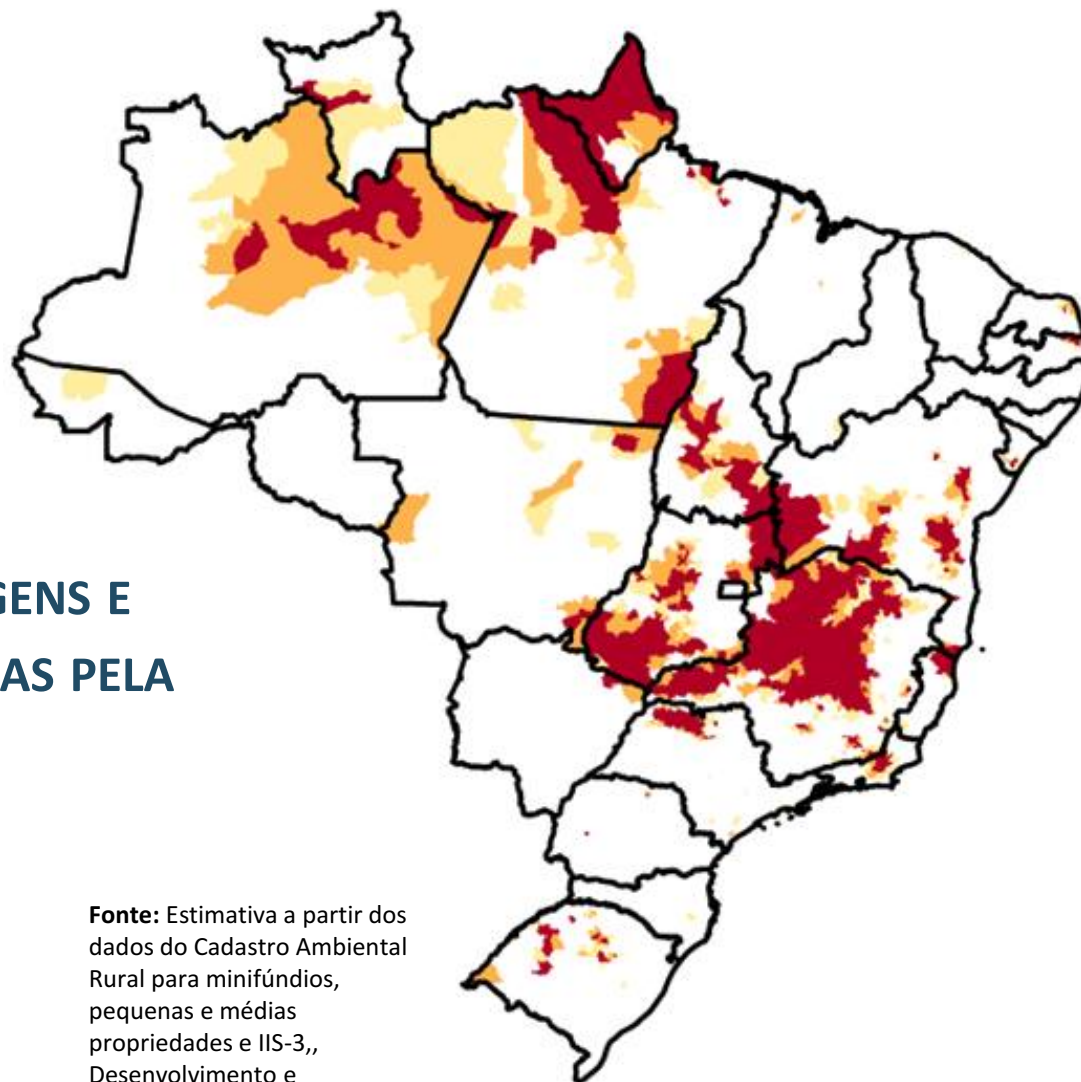 GENS E
AS PELA
Fonte: Estimativa a partir dos
dados do Cadastro Ambiental
Rural para minifúndios,
pequenas e médias
propriedades e IIS-3,,
Desenvolvimento e